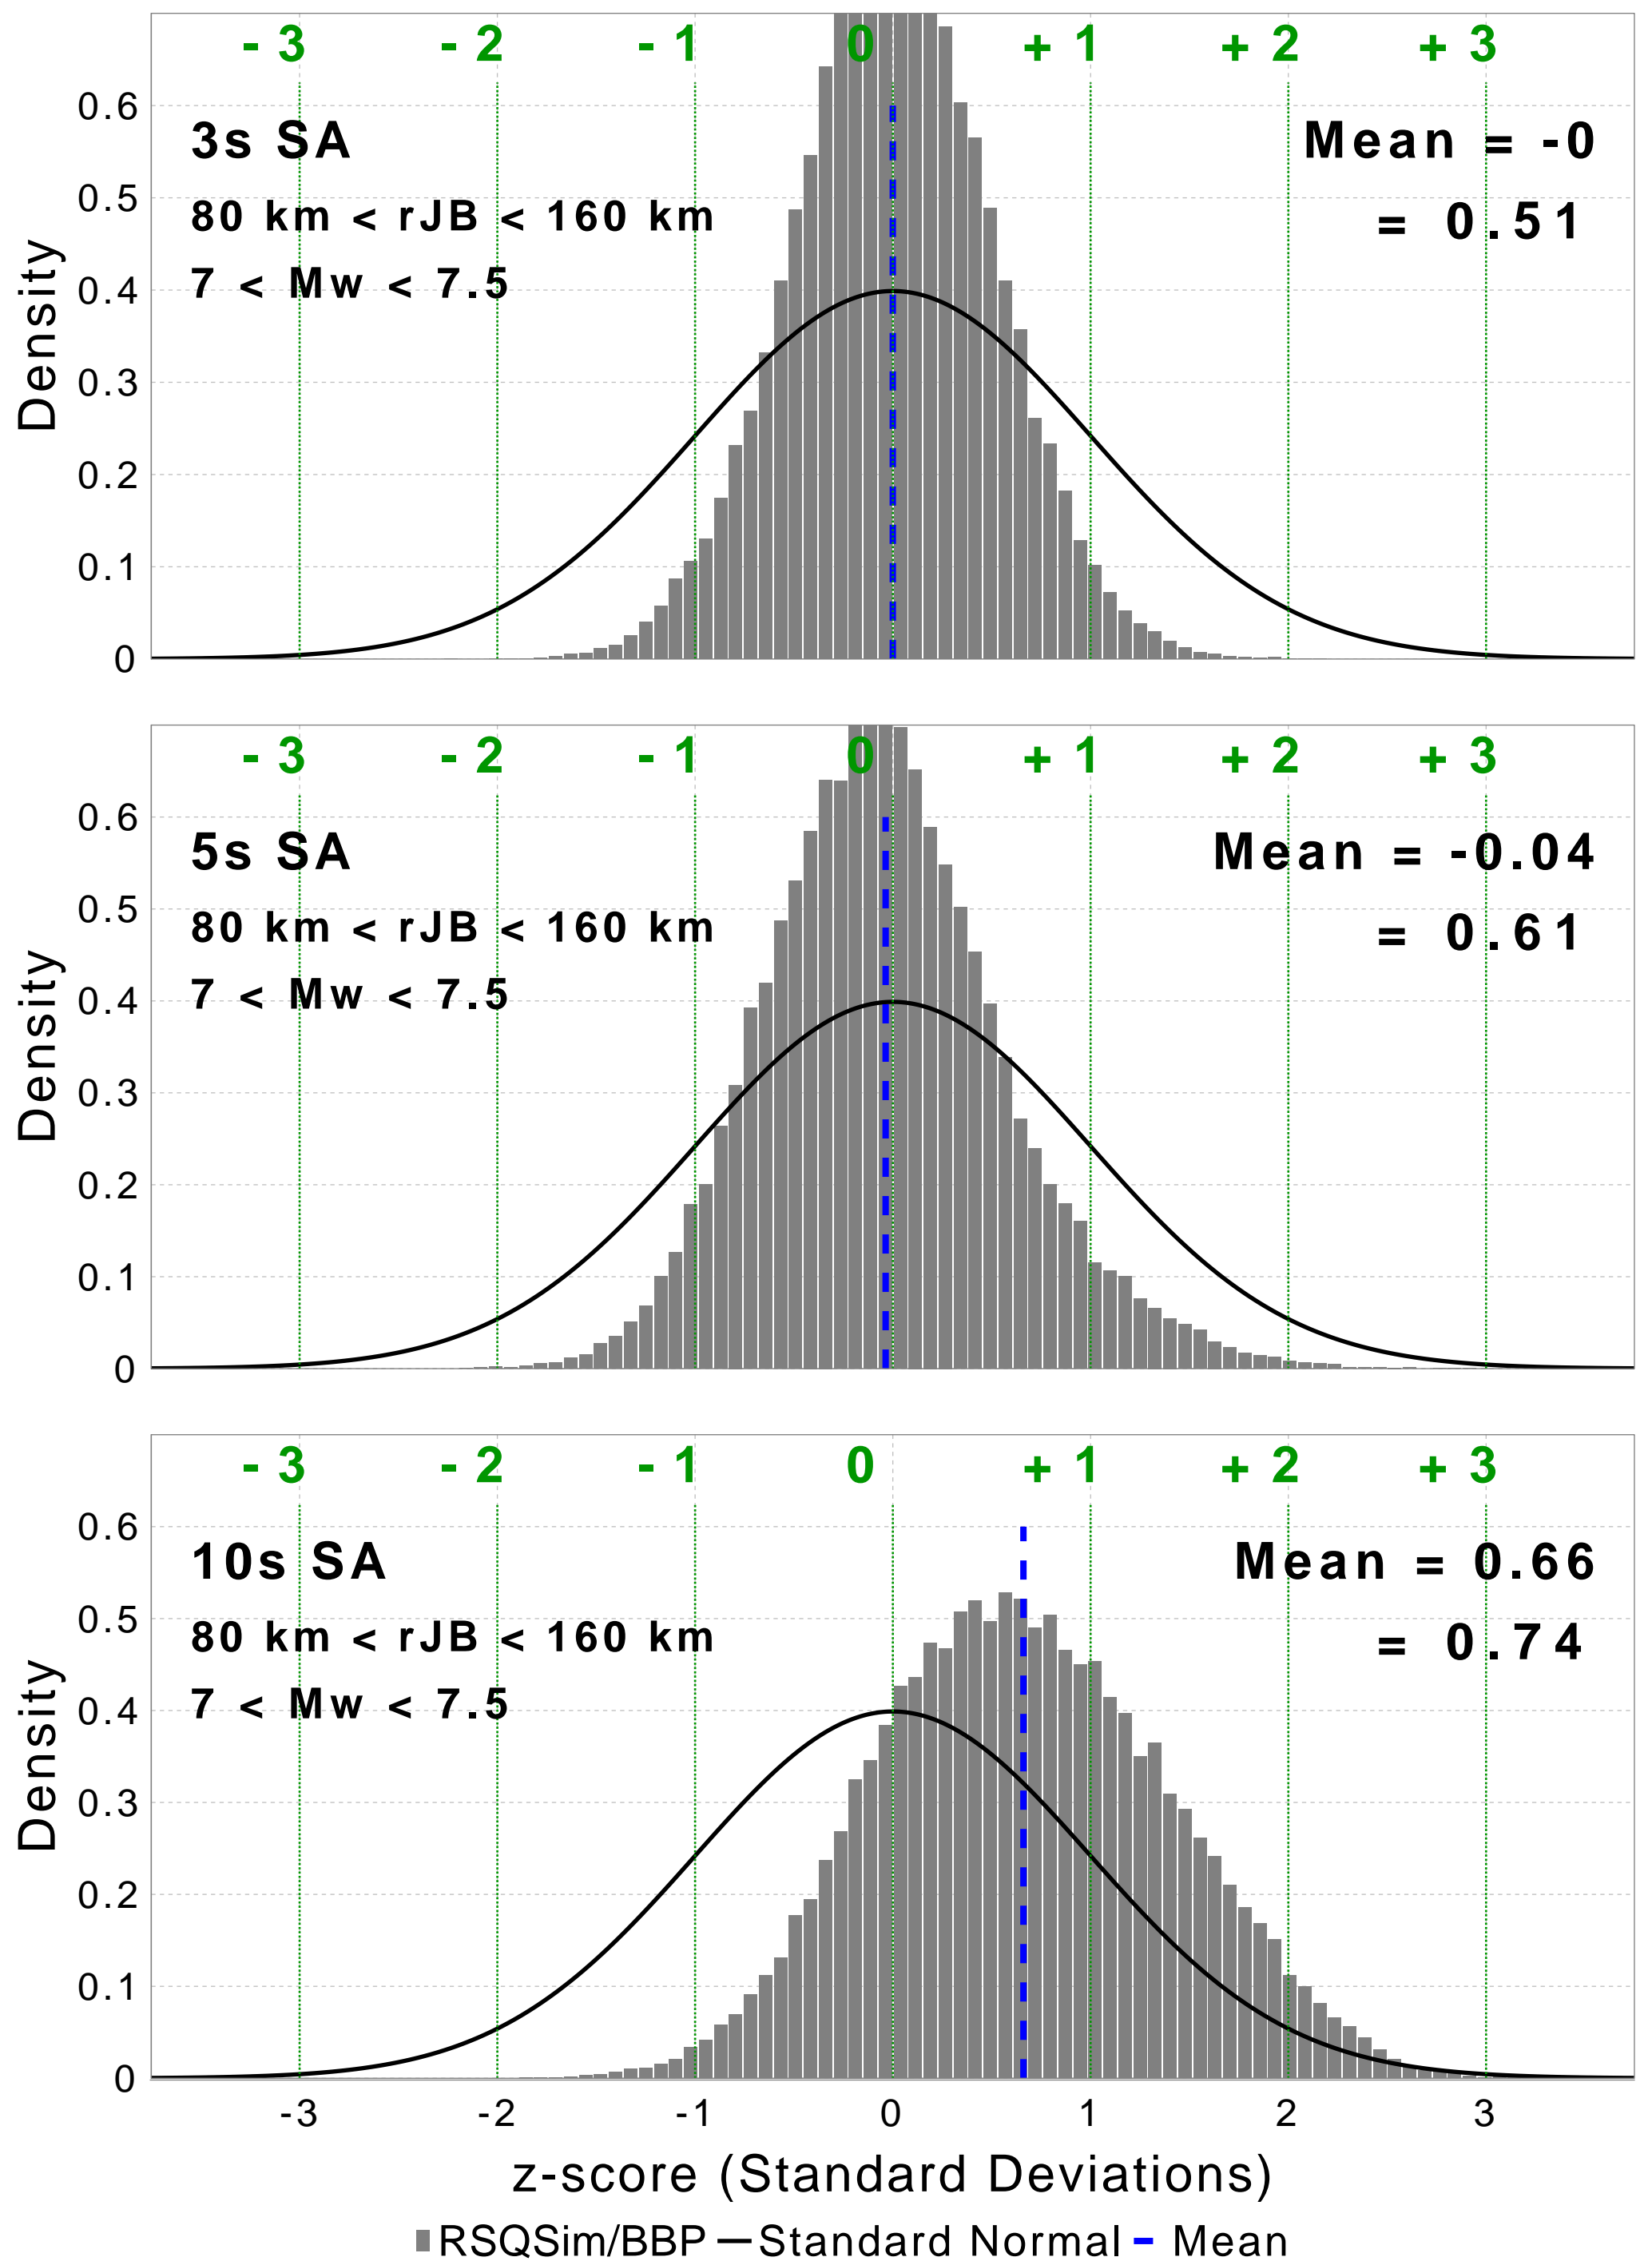 - 3 - 2 - 1 0 + 1 + 2 + 3
0.6
3s SA Mean = -0
0.5
80 km < rJB < 160 km = 0.51
7 < Mw < 7.5
0.4
0.3
0.2
0.1
0
Density
- 3 - 2 - 1 0 + 1 + 2 + 3
0.6
5s SA Mean = -0.04
0.5
80 km < rJB < 160 km = 0.61
7 < Mw < 7.5
0.4
0.3
0.2
0.1
0
Density
- 3 - 2 - 1 0 + 1 + 2 + 3
0.6
10s SA Mean = 0.66
0.5
80 km < rJB < 160 km = 0.74
7 < Mw < 7.5
0.4
0.3
0.2
0.1
0
Density
-3 -2 -1 0 1 2 3
z-score (Standard Deviations)
RSQSim/BBP Standard Normal Mean